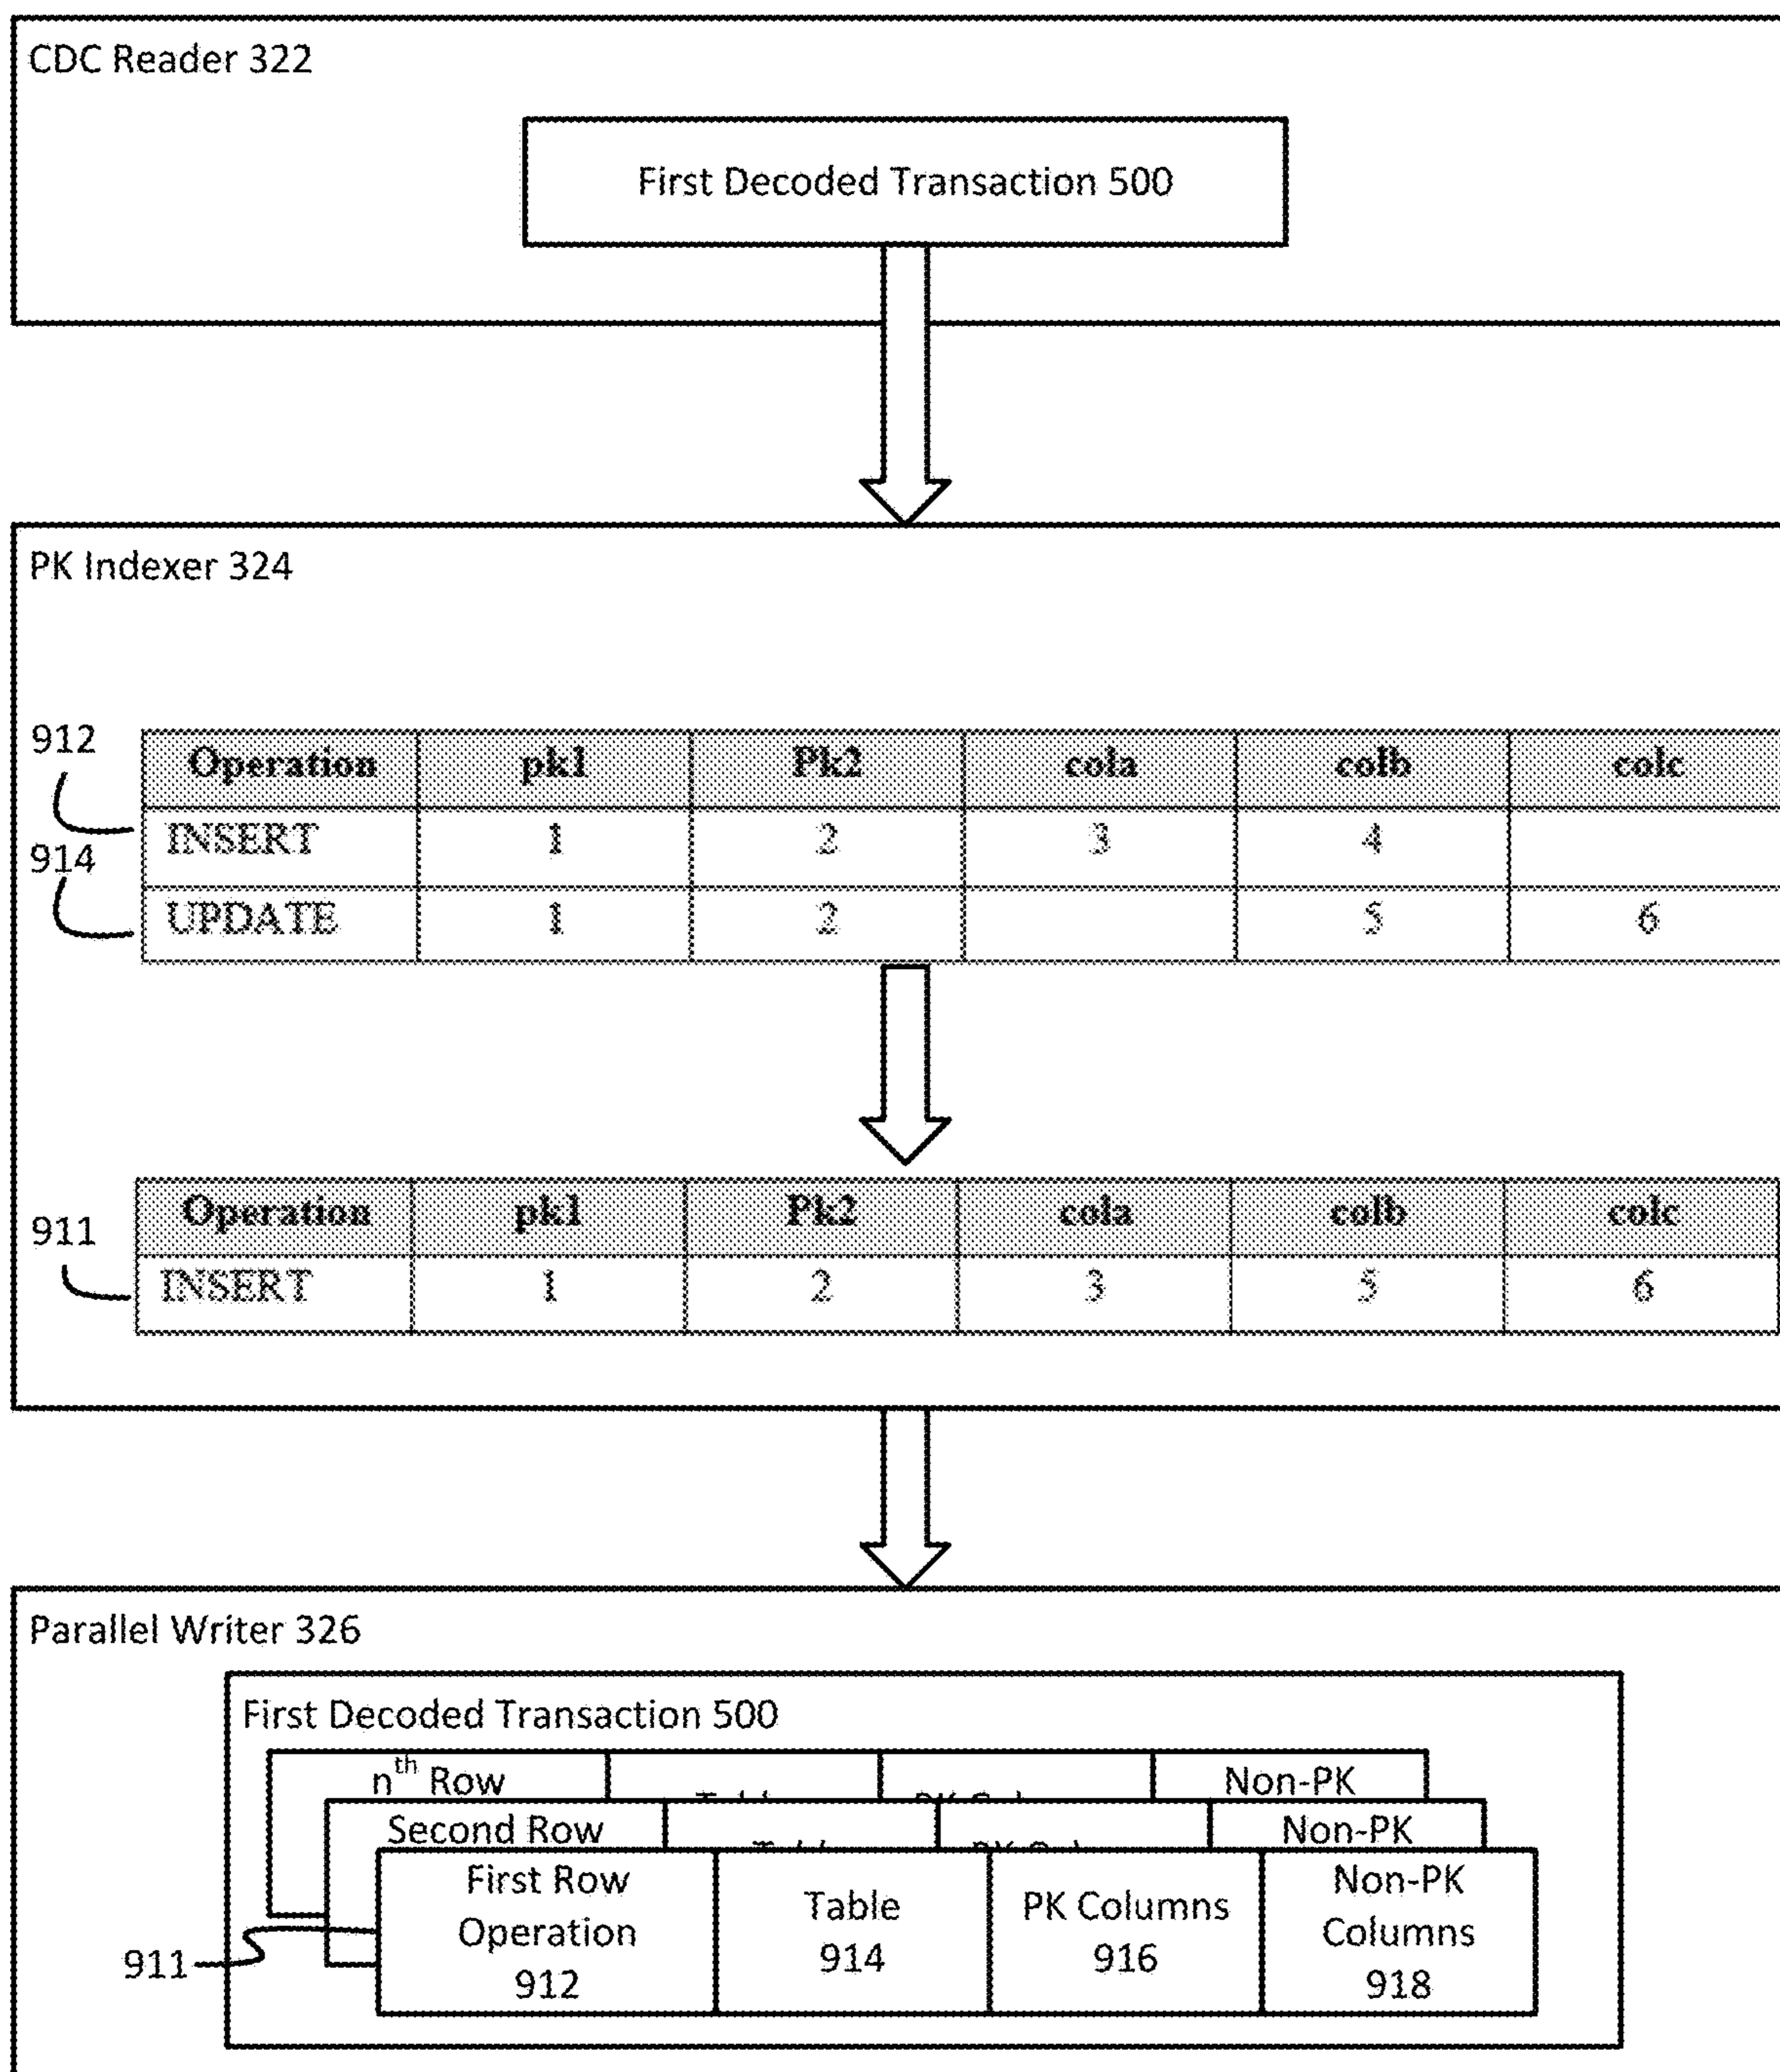 CDC Reader 322
First Decoded Transaction 500
PK Indexer 324
912
Operation pk1 Pk2 cola colb colc
INSERT 1 2 3 4
914
UPDATE 1 2 5 6
Operation pk1 Pk2 cola colb colc
911
INSERT 1 2 3 5 6
Parallel Writer 326
First Decoded Transaction 500
nth Row Non-PK
Second Row Non-PK
First Row Non-PK
Operation Table PK Columns Columns
911
912 914 916 918